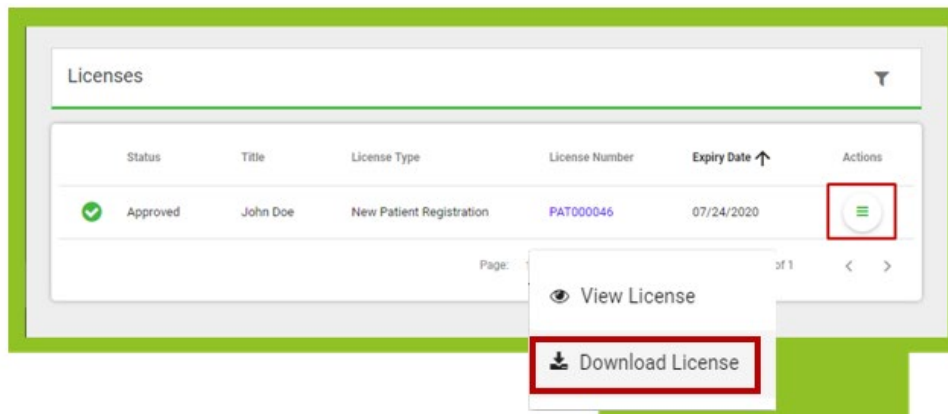 Licenses
Status Title License Type License Number Expiry Date Actions
Approved John Doe New Patient Registration PAT000046 07/24/2020
Page: of 1
View License
Download License